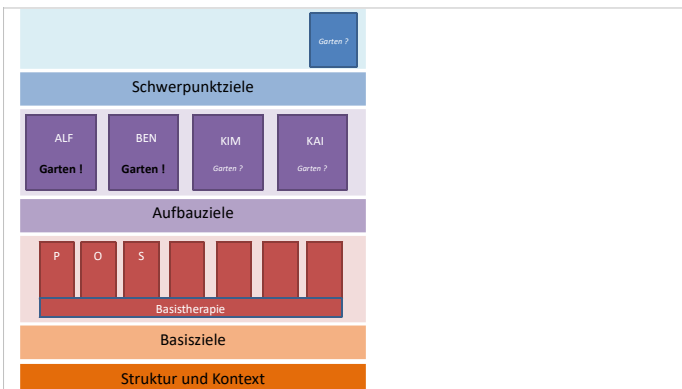 Garten ?
Schwerpunktziele
ALF BEN KIM KAI
Garten ! Garten ! Garten ? Garten ?
Aufbauziele
P O S
Basistherapie
Basisziele
Struktur und Kontext